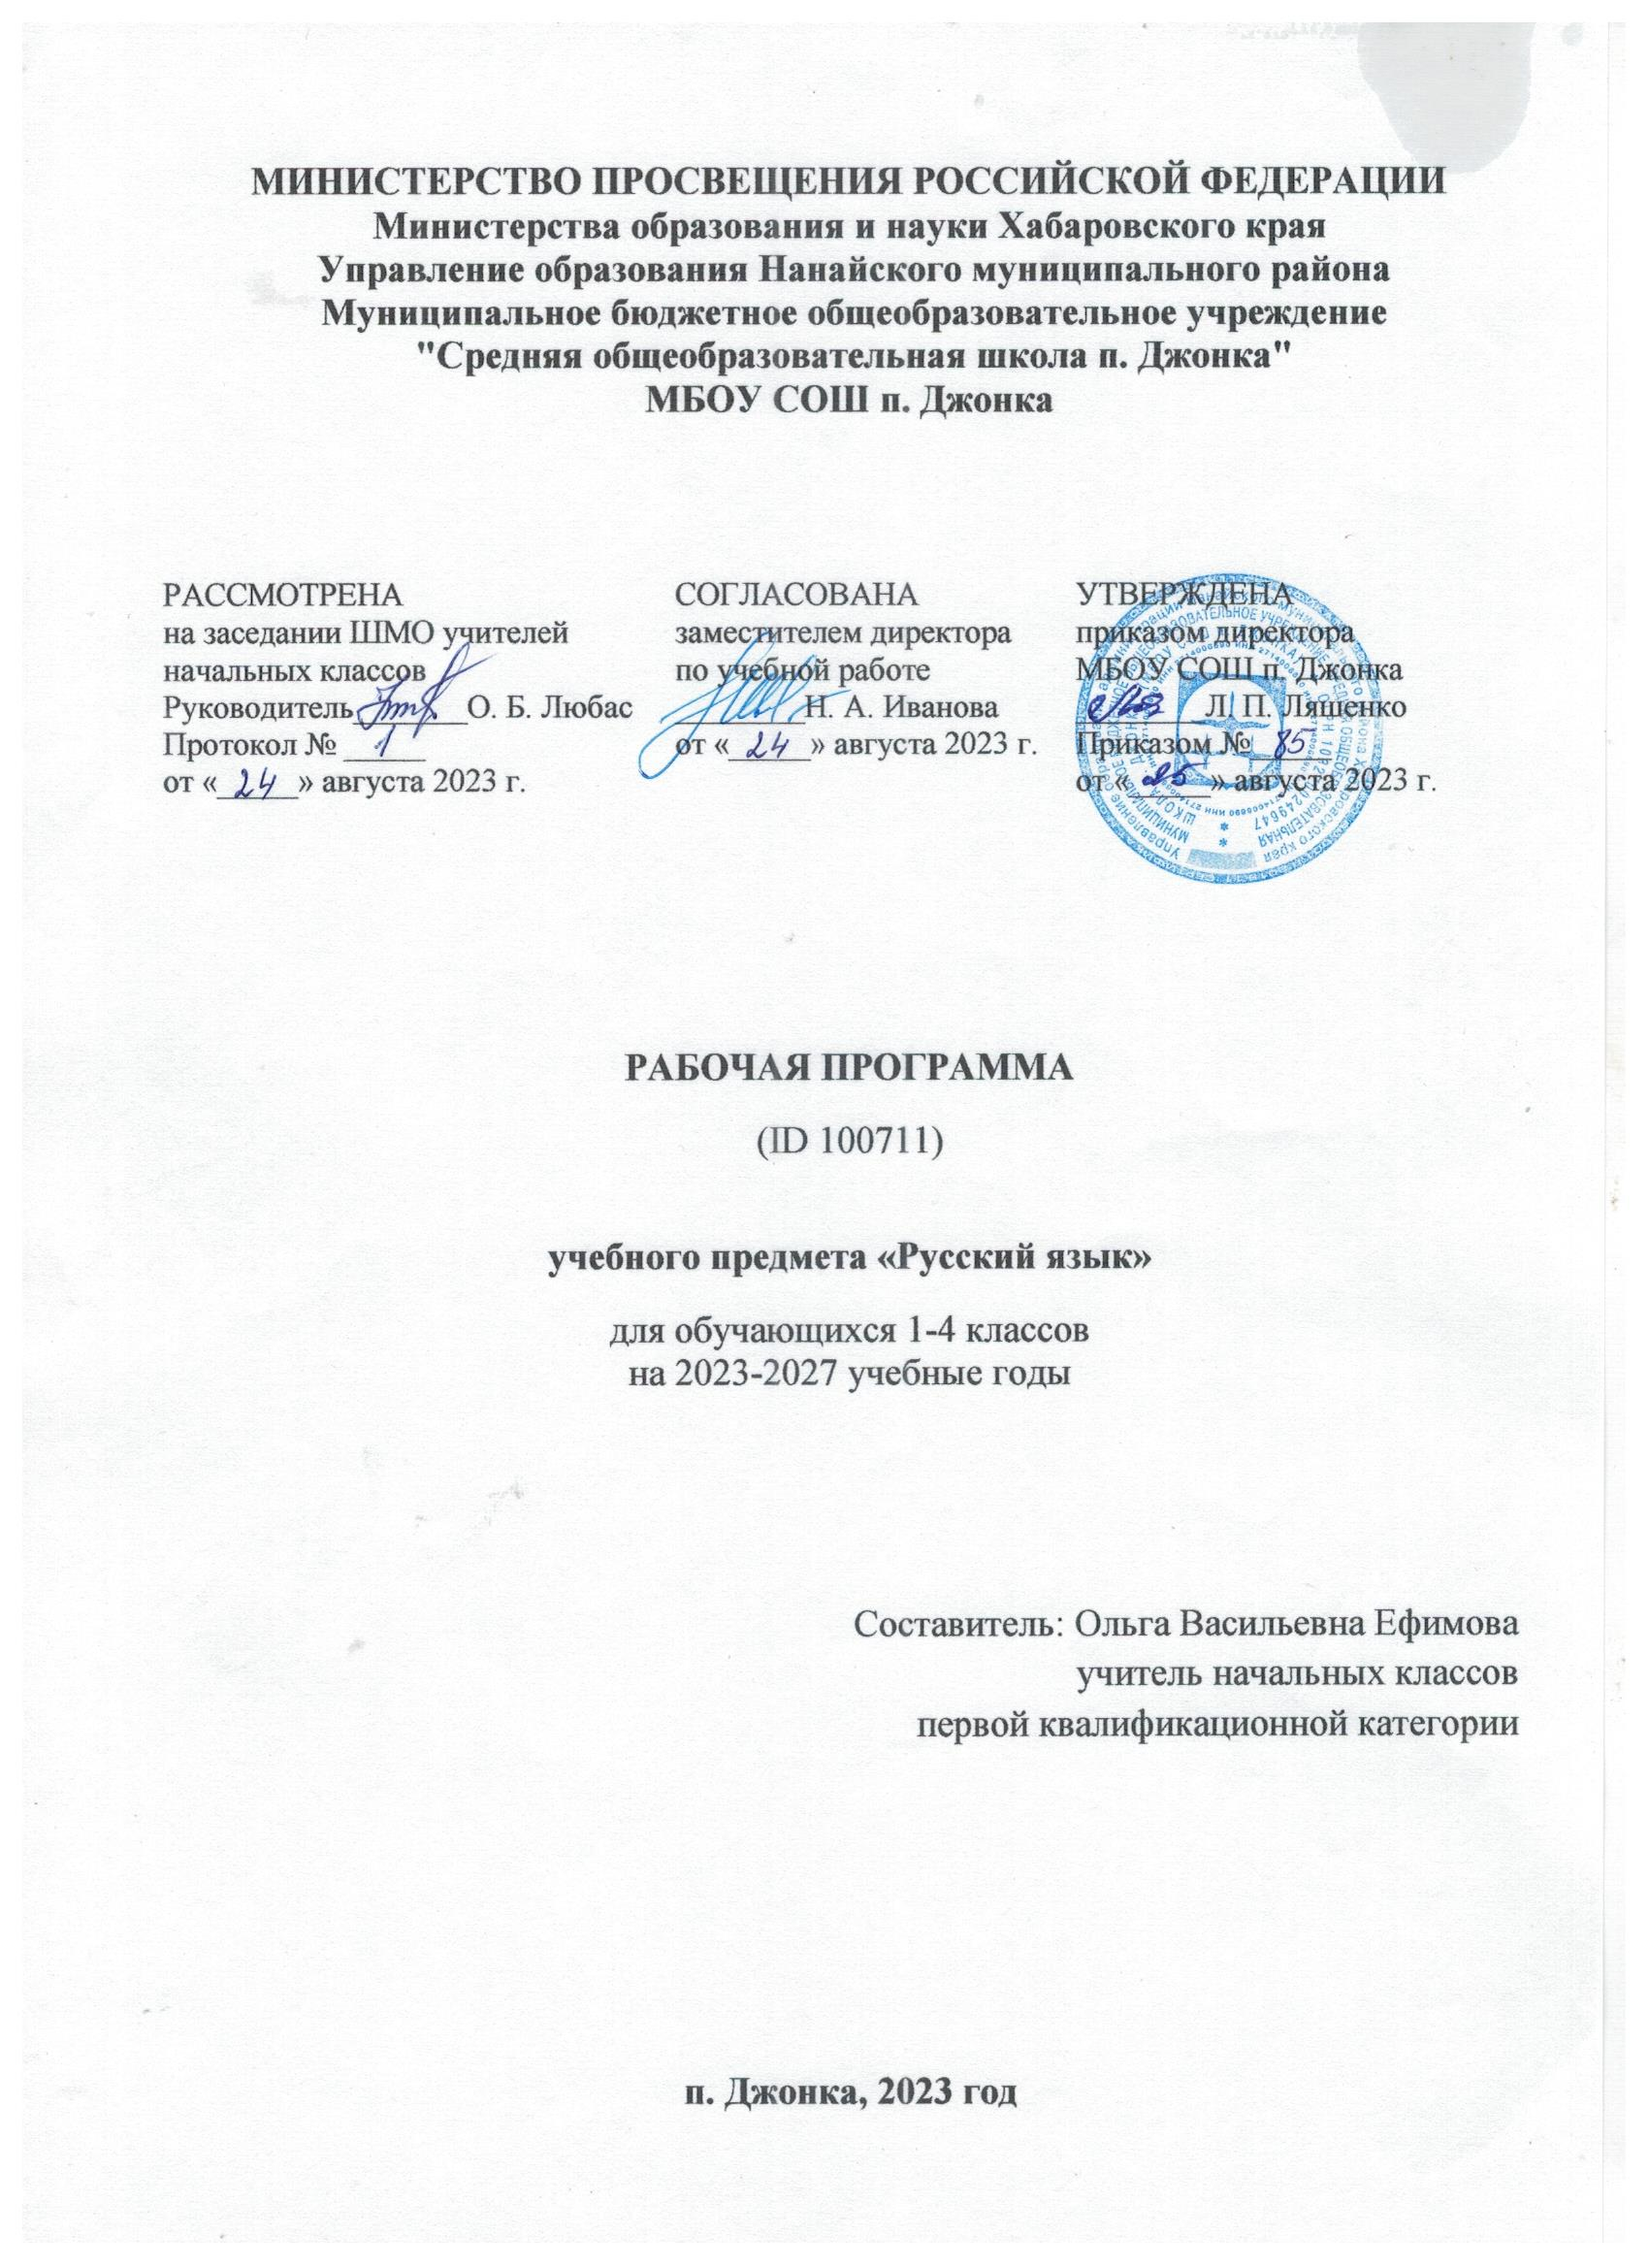 МИНИСТЕРСТВО ПРОСВЕЩЕНИЯ РОССИЙСКОЙ ФЕДЕРАЦИИ
Министерства образования и науки Хабаровского края
Управление образования Нанайского муниципального района
Муниципальное бюджетное общеобразовательное учреждение
"Средняя общеобразовательная школа п. Джонка"
МБОУ СОШ п. Джонка
РАССМОТРЕНА
на заседании ШМО учителей
начальных классов
Руководитель О. Б. Любас
Протокол № 1
от «24» августа 2023 г.
СОГЛАСОВАНА
заместителем директора
по учебной работе
Н. А. Иванова
от «24» августа 2023 г.
УТВЕРЖДЕНА
приказом директора
МБОУ СОШ п. Джонка
Л. П. Ляшенко
Приказом № 85
от «25» августа 2023 г.
РАБОЧАЯ ПРОГРАММА
(ID 100711)
учебного предмета «Русский язык»
для обучающихся 1-4 классов
на 2023-2027 учебные годы
Составитель: Ольга Васильевна Ефимова
учитель начальных классов
первой квалификационной категории
п. Джонка, 2023 год